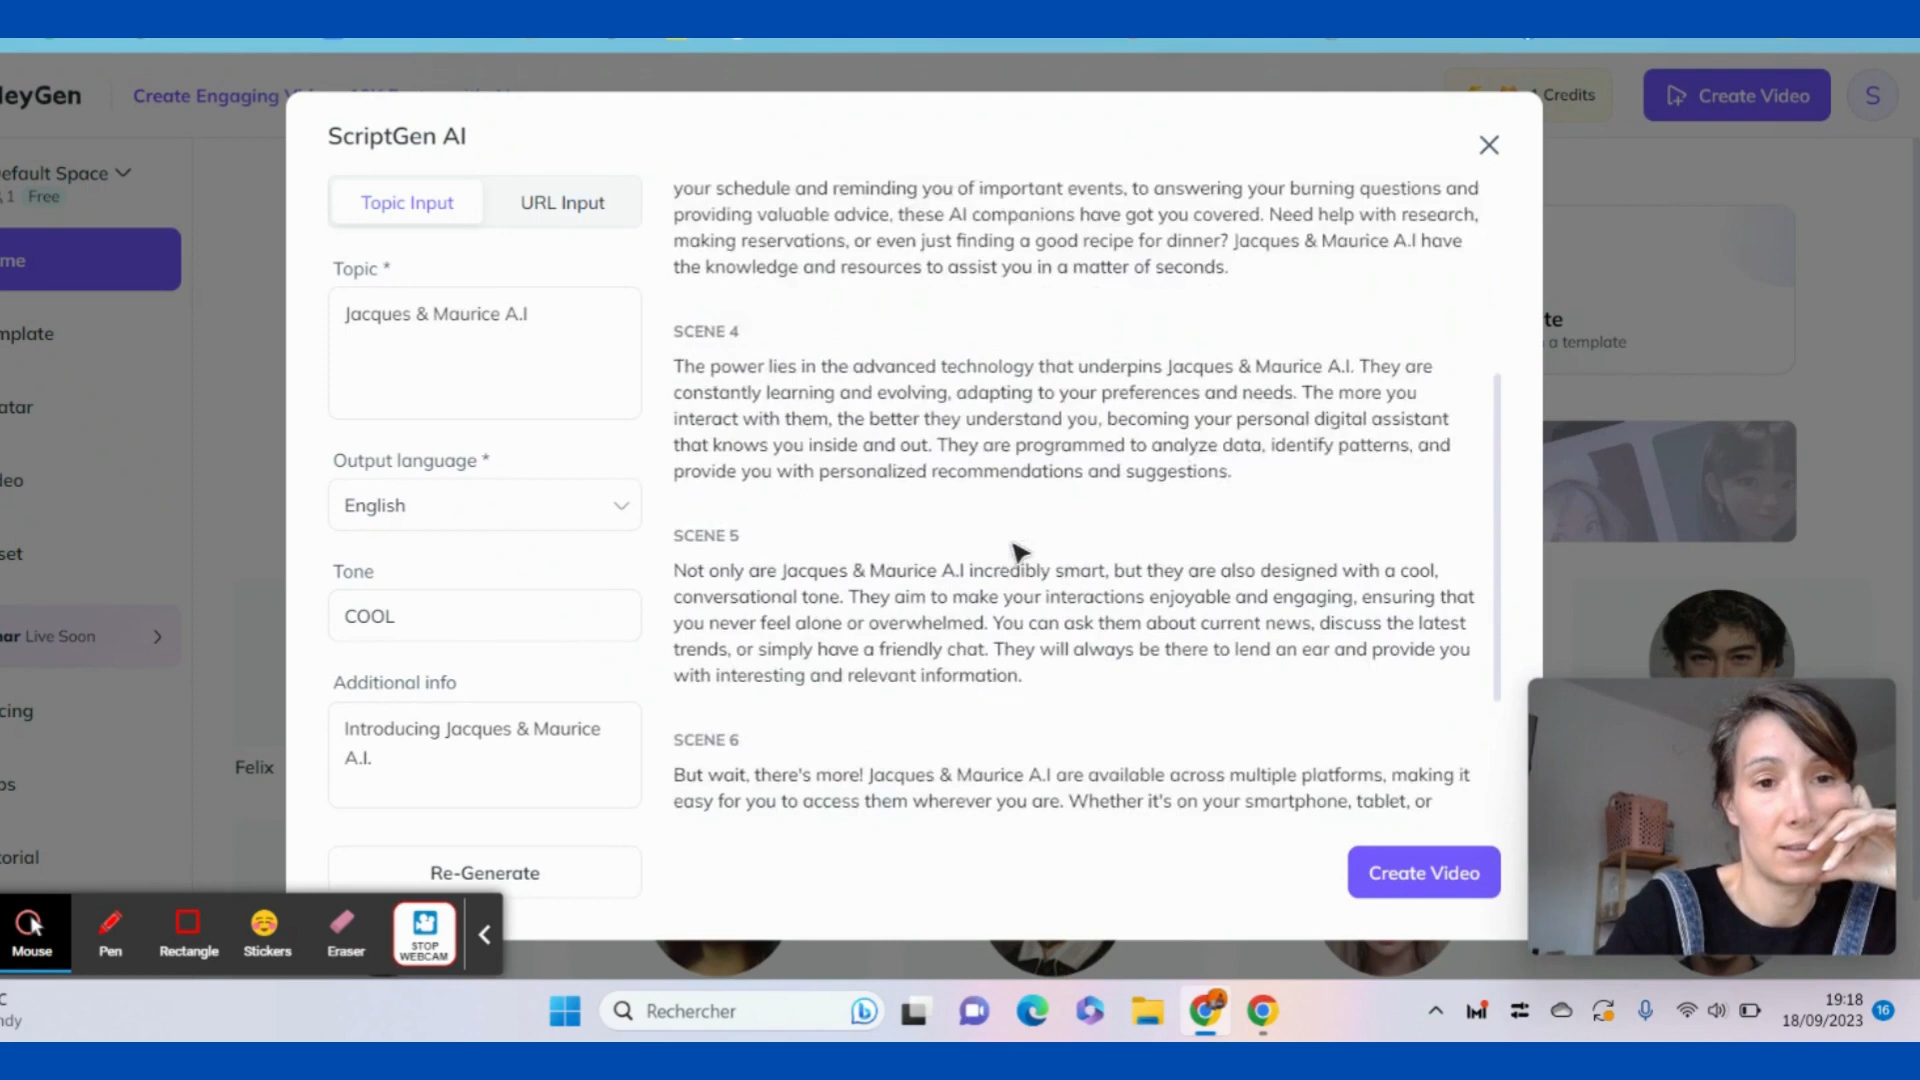 HeyGen
Create Engaging
1 Credits
Create Video
S
efault Space
1 Free
me
mplate
atar
deo
set
nar Live Soon
cing
ps
torial
Felix
te
a template
ScriptGen AI
Topic Input
URL Input
Topic *
Jacques & Maurice A.I
Output language *
English
Tone
COOL
Additional info
Introducing Jacques & Maurice
A.I.
Re-Generate
your schedule and reminding you of important events, to answering your burning questions and
providing valuable advice, these AI companions have got you covered. Need help with research,
making reservations, or even just finding a good recipe for dinner? Jacques & Maurice A.I have
the knowledge and resources to assist you in a matter of seconds.
SCENE 4
The power lies in the advanced technology that underpins Jacques & Maurice A.I. They are
constantly learning and evolving, adapting to your preferences and needs. The more you
interact with them, the better they understand you, becoming your personal digital assistant
that knows you inside and out. They are programmed to analyze data, identify patterns, and
provide you with personalized recommendations and suggestions.
SCENE 5
Not only are Jacques & Maurice A.I incredibly smart, but they are also designed with a cool,
conversational tone. They aim to make your interactions enjoyable and engaging, ensuring that
you never feel alone or overwhelmed. You can ask them about current news, discuss the latest
trends, or simply have a friendly chat. They will always be there to lend an ear and provide you
with interesting and relevant information.
SCENE 6
But wait, there's more! Jacques & Maurice A.I are available across multiple platforms, making it
easy for you to access them wherever you are. Whether it's on your smartphone, tablet, or
Create Video
Mouse
Pen
Rectangle
Stickers
Eraser
STOP
WEBCAM
C
ndy
Rechercher
19:18
18/09/2023
16